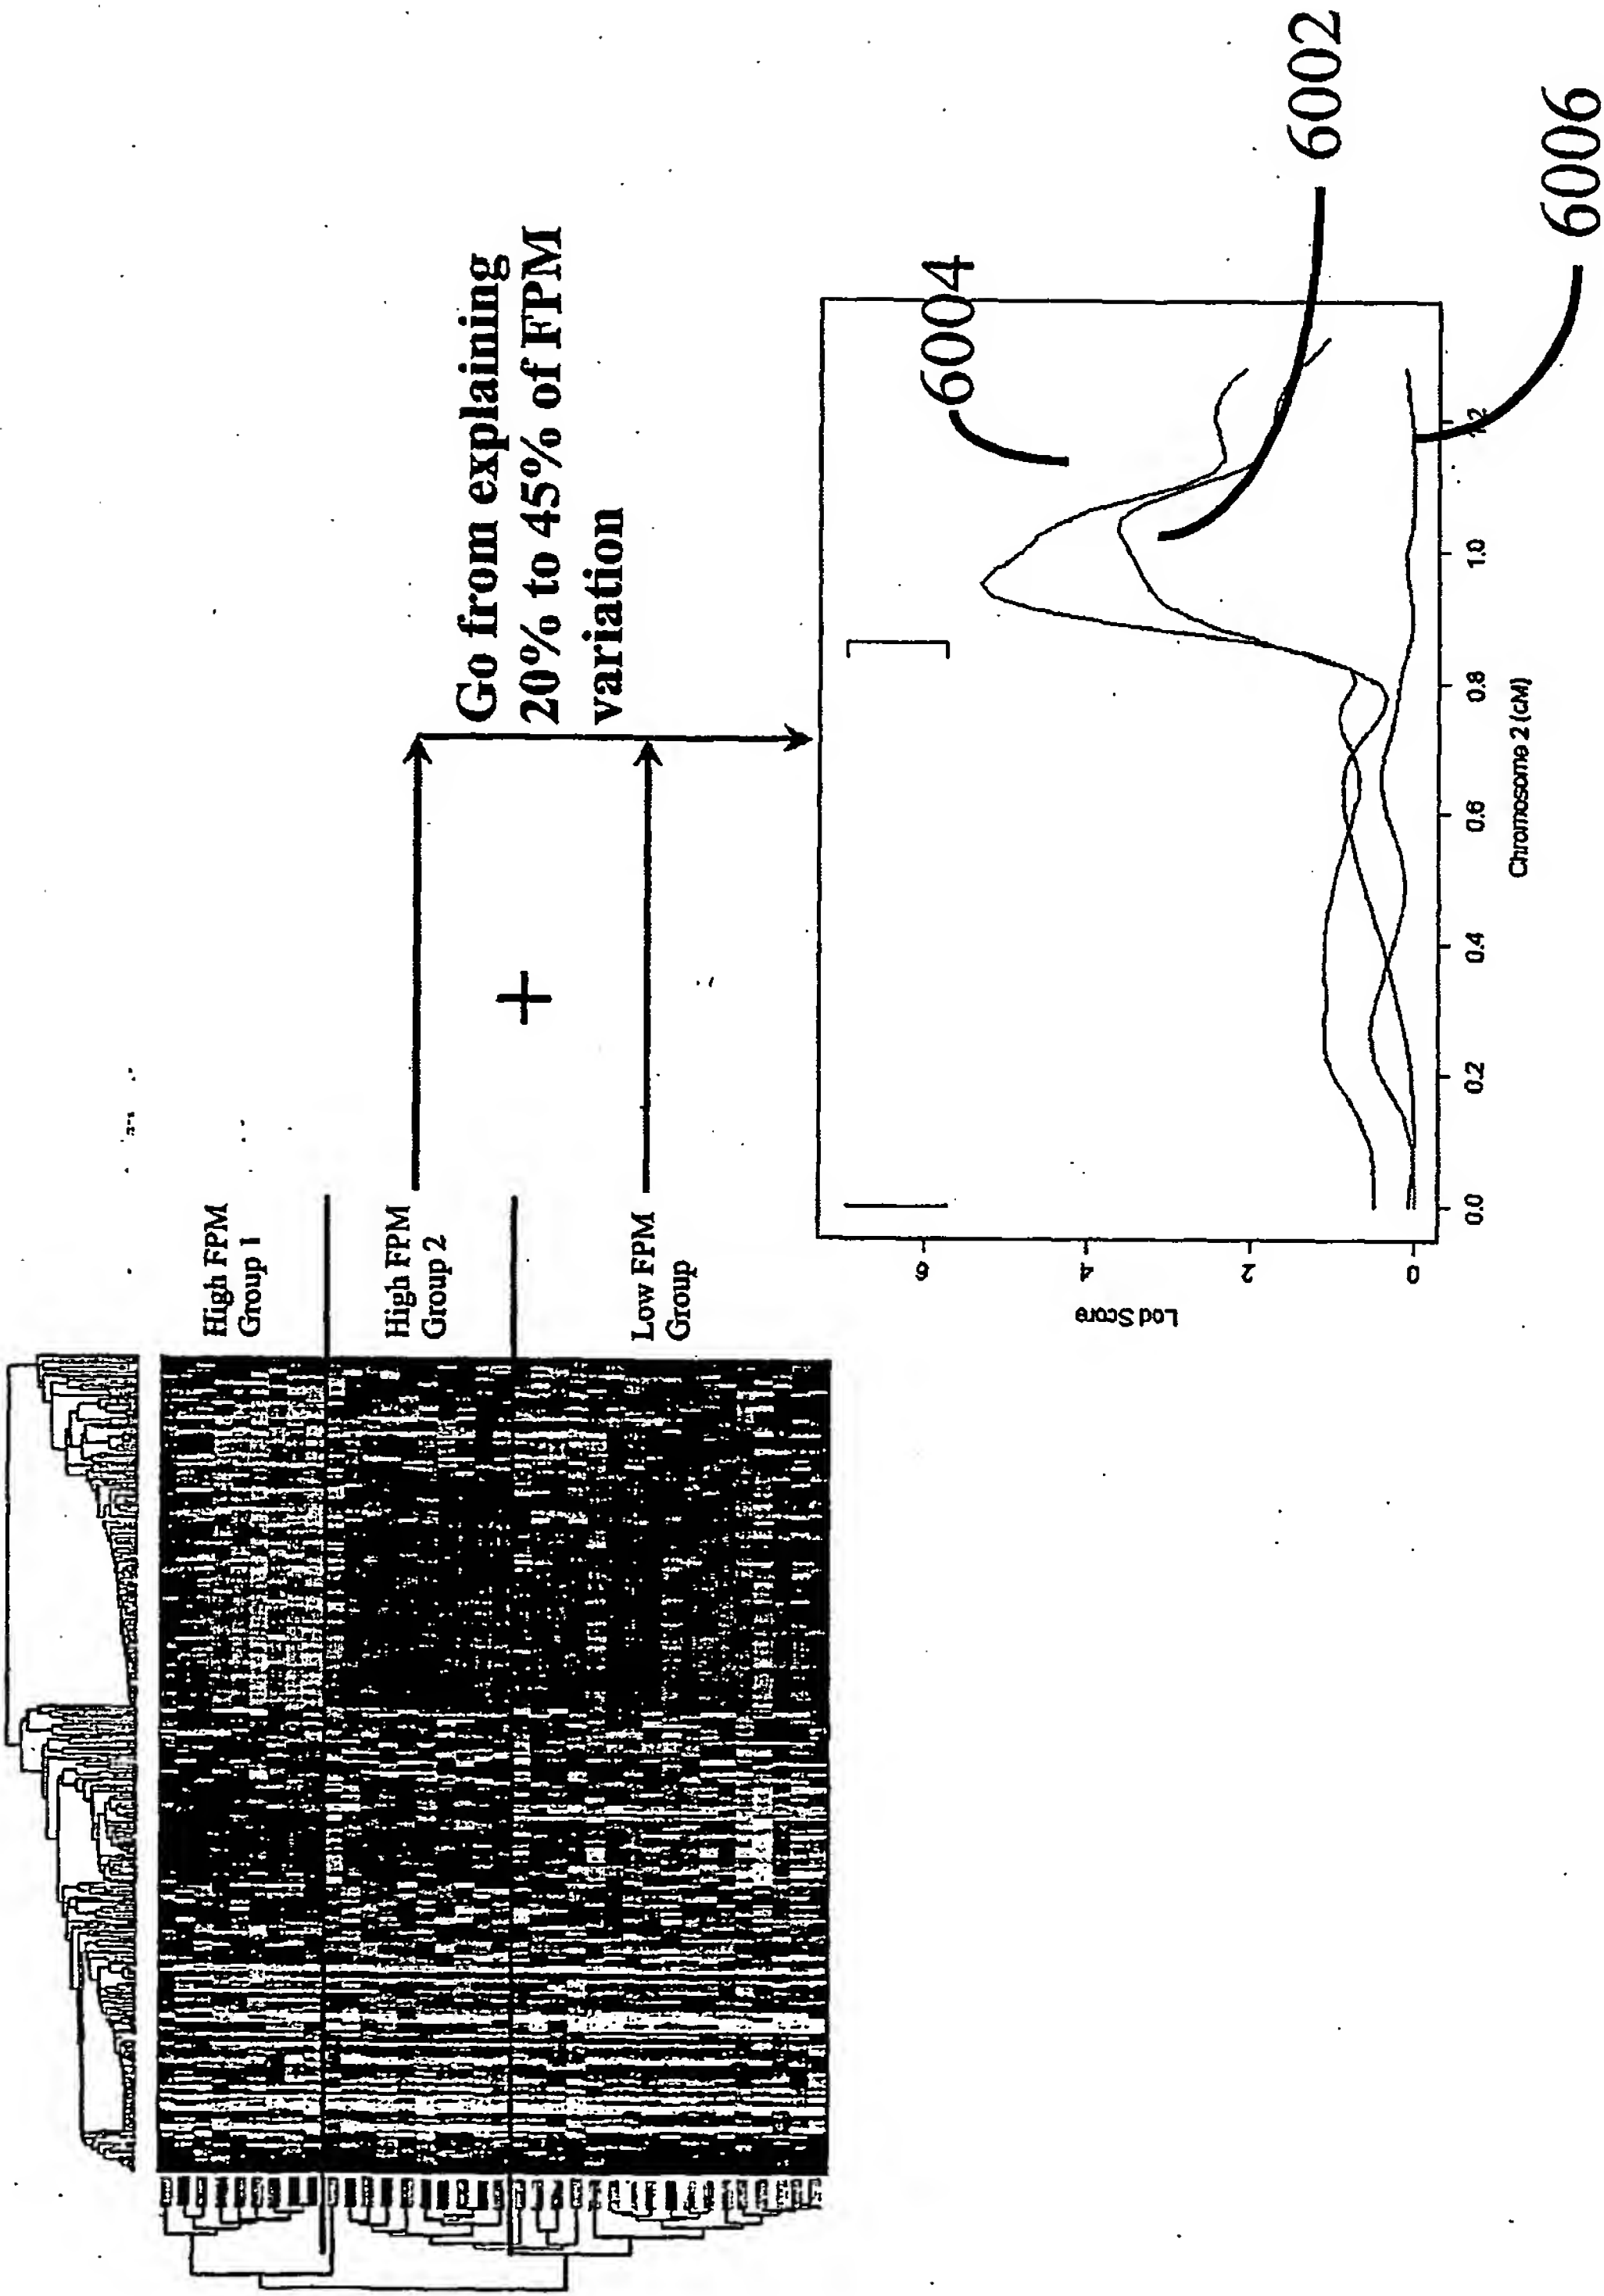 High FPM
Group 1
High FPM
Group 2
Low FPM
Group
+
Go from explaining
20% to 45% of FPM
variation
6004
6002
6006
Lod Score
6
4
2
0
0.0
0.2
0.4
0.6
0.8
1.0
1.2
Chromosome 2 (cM)